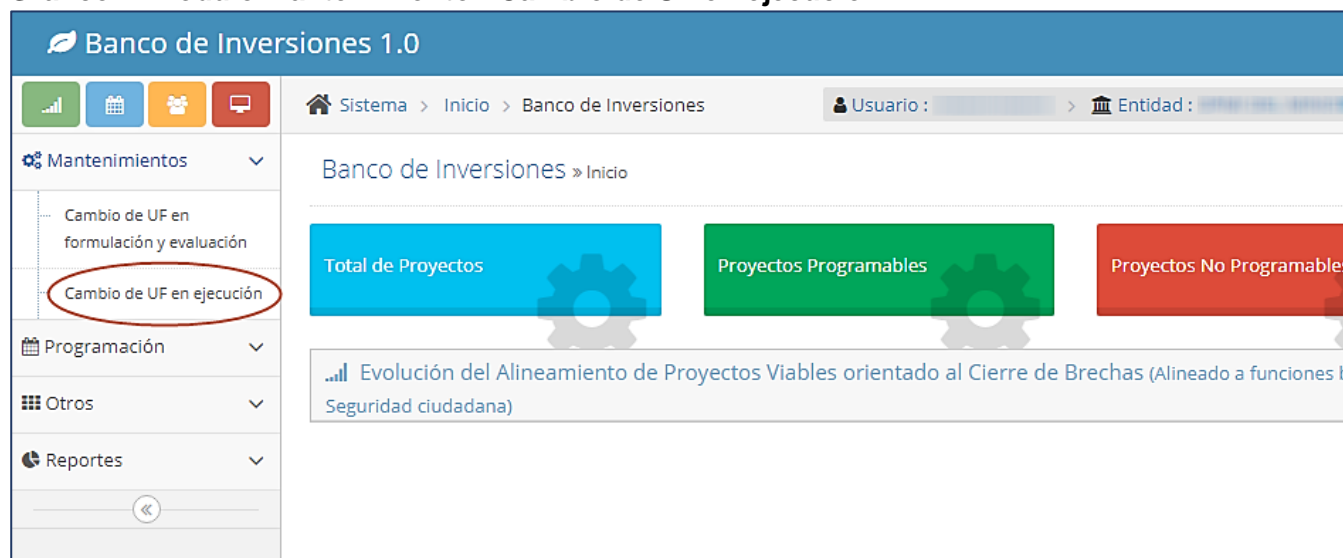 Banco de Inversiones 1.0
Sistema > Inicio > Banco de Inversiones Usuario : > Entidad :
Mantenimientos
Cambio de UF en
formulación y evaluación
Cambio de UF en ejecución
Programación
Otros
Reportes
Banco de Inversiones » Inicio
Total de Proyectos
Proyectos Programables
Proyectos No Programables
Evolución del Alineamiento de Proyectos Viables orientado al Cierre de Brechas (Alineado a funciones
Seguridad ciudadana)